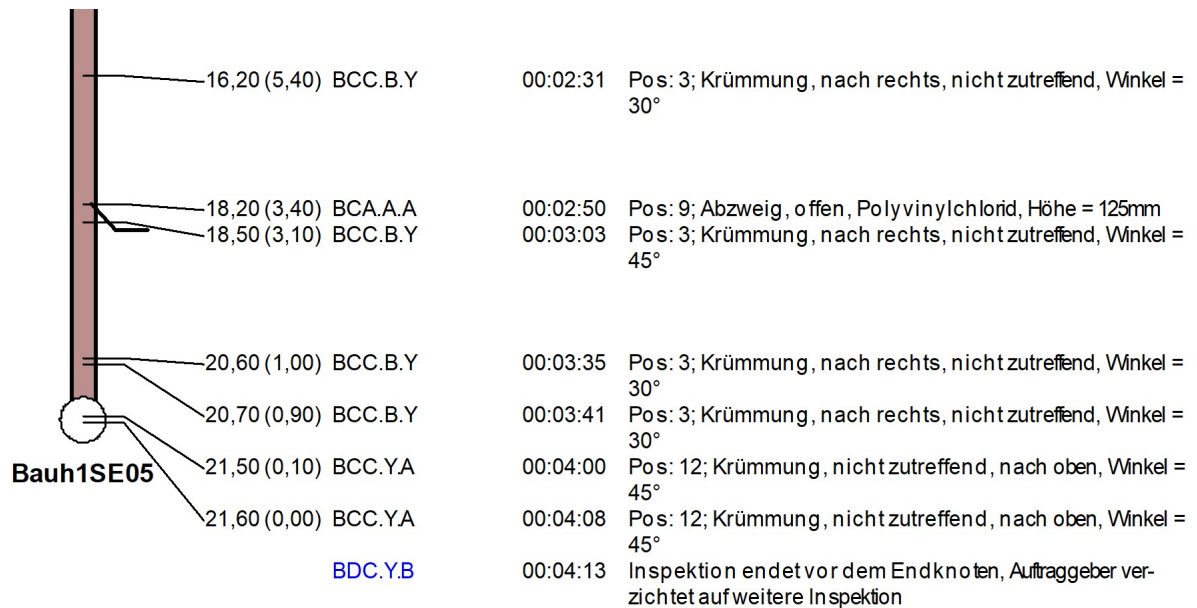 16,20 (5,40) BCC.B.Y 00:02:31 Pos: 3; Krümmung, nach rechts, nicht zutreffend, Winkel =
30°
18,20 (3,40) BCA.A.A 00:02:50 Pos: 9; Abzweig, offen, Polyvinylchlorid, Höhe = 125mm
18,50 (3,10) BCC.B.Y 00:03:03 Pos: 3; Krümmung, nach rechts, nicht zutreffend, Winkel =
45°
20,60 (1,00) BCC.B.Y 00:03:35 Pos: 3; Krümmung, nach rechts, nicht zutreffend, Winkel =
30°
20,70 (0,90) BCC.B.Y 00:03:41 Pos: 3; Krümmung, nach rechts, nicht zutreffend, Winkel =
30°
Bauh1SE05
21,50 (0,10) BCC.Y.A 00:04:00 Pos: 12; Krümmung, nicht zutreffend, nach oben, Winkel =
45°
21,60 (0,00) BCC.Y.A 00:04:08 Pos: 12; Krümmung, nicht zutreffend, nach oben, Winkel =
45°
BDC.Y.B 00:04:13 Inspektion endet vor dem Endknoten, Auftraggeber ver-
zichtet auf weitere Inspektion